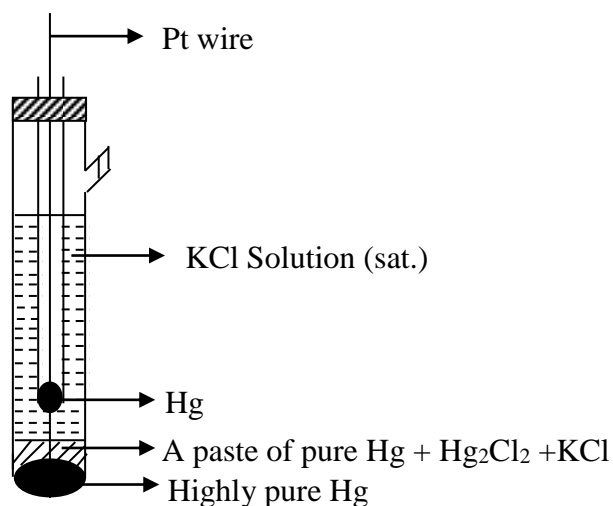 Pt wire
KCl Solution (sat.)
Hg
A paste of pure Hg + Hg₂Cl₂ +KCl
Highly pure Hg